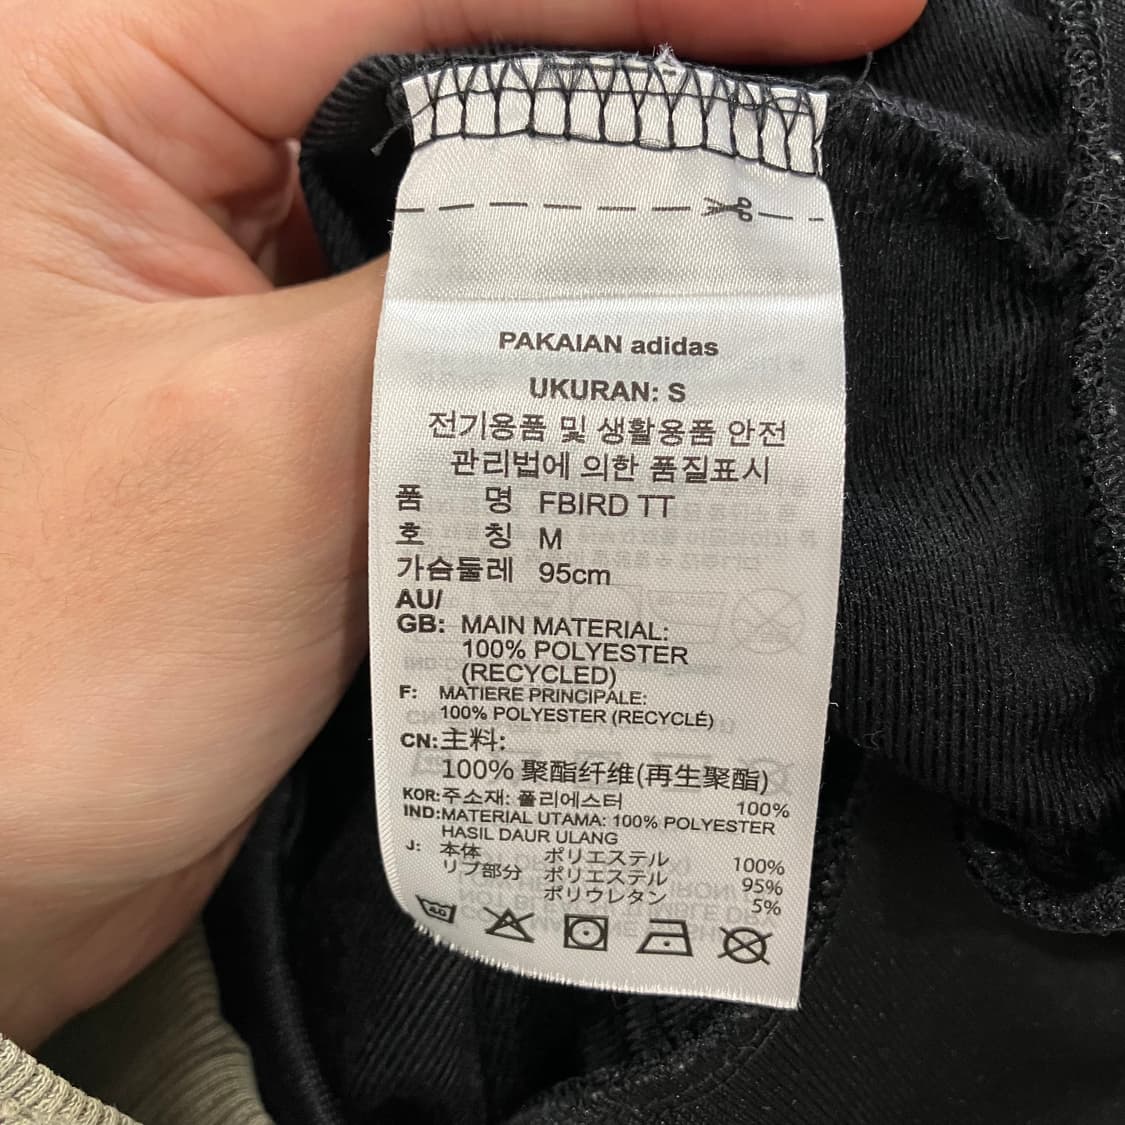 PAKAIAN adidas
UKURAN: S
전기용품 및 생활용품 안전
관리법에 의한 품질표시
품 명 FBIRD TT
호 칭 M
가슴둘레 95cm
AU/
GB: MAIN MATERIAL:
100% POLYESTER
(RECYCLED)
F: MATIERE PRINCIPALE:
100% POLYESTER (RECYCLÉ)
CN: 主料:
100% 聚酯纤维(再生聚酯)
KOR: 주소재: 폴리에스터 100%
IND: MATERIAL UTAMA: 100% POLYESTER
HASIL DAUR ULANG
J: 本体 ポリエステル 100%
リブ部分 ポリエステル 95%
ポリウレタン 5%
40